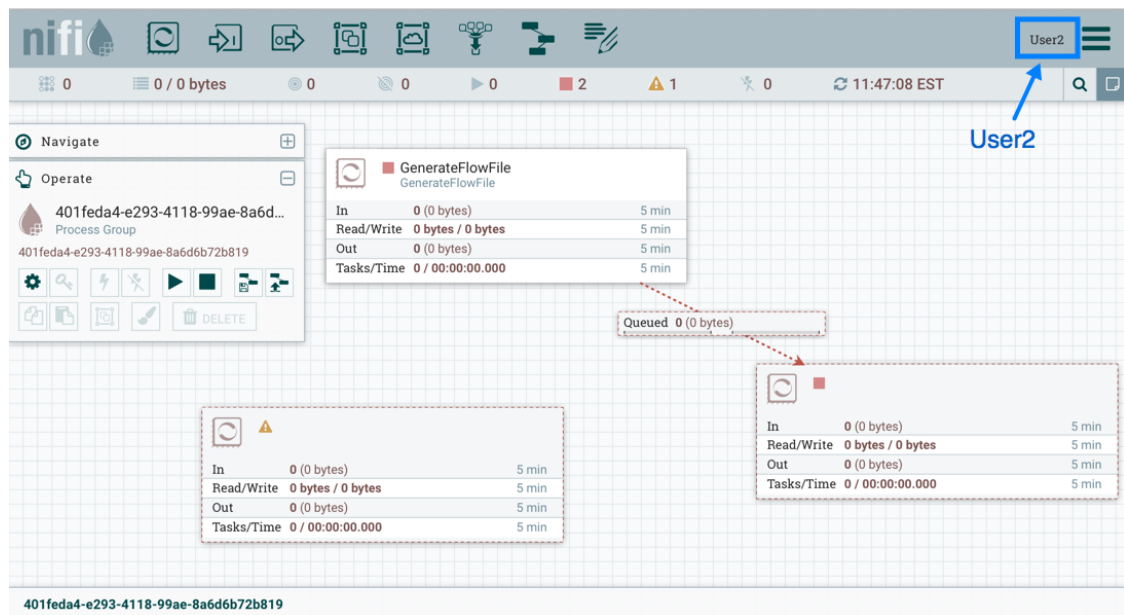 nifi
User2
0
0 / 0 bytes
0
0
0
2
1
0
11:47:08 EST
User2
Navigate
Operate
401feda4-e293-4118-99ae-8a6d...
Process Group
401feda4-e293-4118-99ae-8a6d6b72b819
DELETE
GenerateFlowFile
GenerateFlowFile
In 0 (0 bytes) 5 min
Read/Write 0 bytes / 0 bytes 5 min
Out 0 (0 bytes) 5 min
Tasks/Time 0 / 00:00:00.000 5 min
Queued 0 (0 bytes)
In 0 (0 bytes) 5 min
Read/Write 0 bytes / 0 bytes 5 min
Out 0 (0 bytes) 5 min
Tasks/Time 0 / 00:00:00.000 5 min
In 0 (0 bytes) 5 min
Read/Write 0 bytes / 0 bytes 5 min
Out 0 (0 bytes) 5 min
Tasks/Time 0 / 00:00:00.000 5 min
401feda4-e293-4118-99ae-8a6d6b72b819